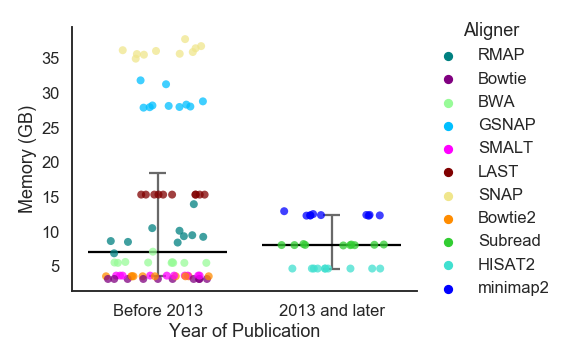 Aligner
RMAP
Bowtie
BWA
GSNAP
SMALT
LAST
SNAP
Bowtie2
Subread
HISAT2
minimap2
Memory (GB)
35
30
25
20
15
10
5
Before 2013
2013 and later
Year of Publication